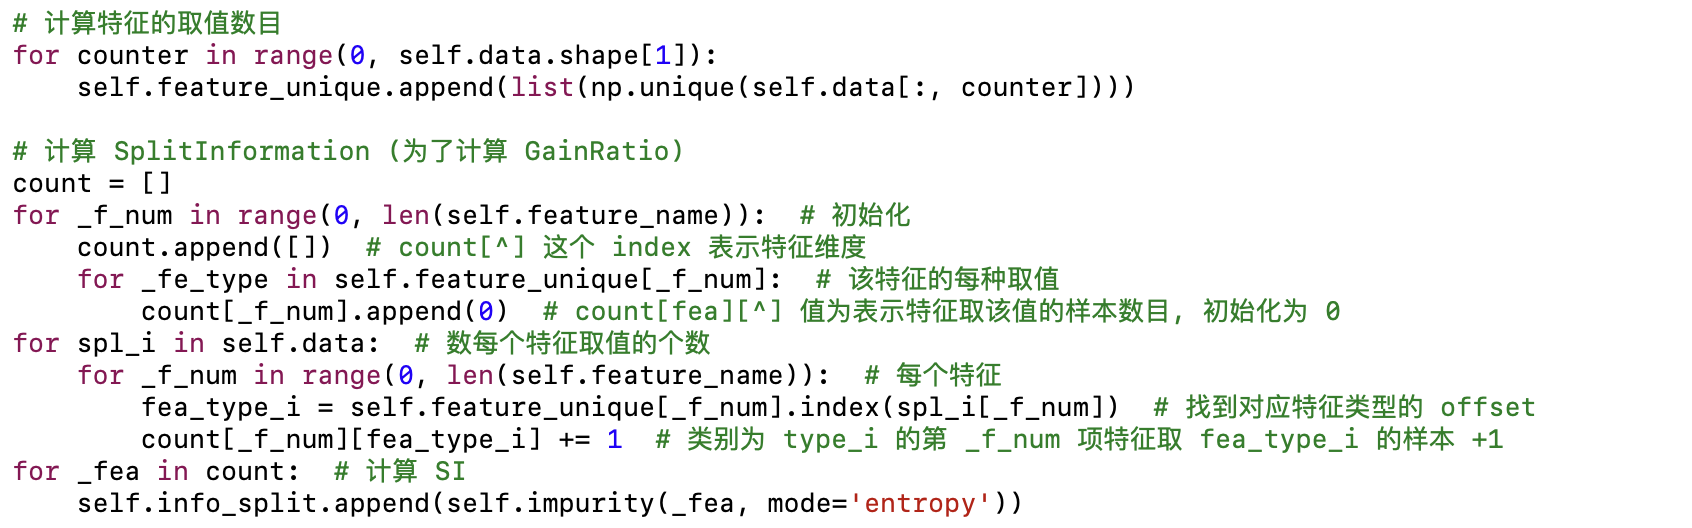 # 计算特征的取值数目
for counter in range(0, self.data.shape[1]):
    self.feature_unique.append(list(np.unique(self.data[:, counter])))

# 计算 SplitInformation (为了计算 GainRatio)
count = []
for _f_num in range(0, len(self.feature_name)):  # 初始化
    count.append([])  # count[^] 这个 index 表示特征维度
    for _fe_type in self.feature_unique[_f_num]:  # 该特征的每种取值
        count[_f_num].append(0)  # count[fea][^] 值为表示特征取该值的样本数目, 初始化为 0
for spl_i in self.data:  # 数每个特征取值的个数
    for _f_num in range(0, len(self.feature_name)):  # 每个特征
        fea_type_i = self.feature_unique[_f_num].index(spl_i[_f_num])  # 找到对应特征类型的 offset
        count[_f_num][fea_type_i] += 1  # 类别为 type_i 的第 _f_num 项特征取 fea_type_i 的样本 +1
for _fea in count:  # 计算 SI
    self.info_split.append(self.impurity(_fea, mode='entropy'))